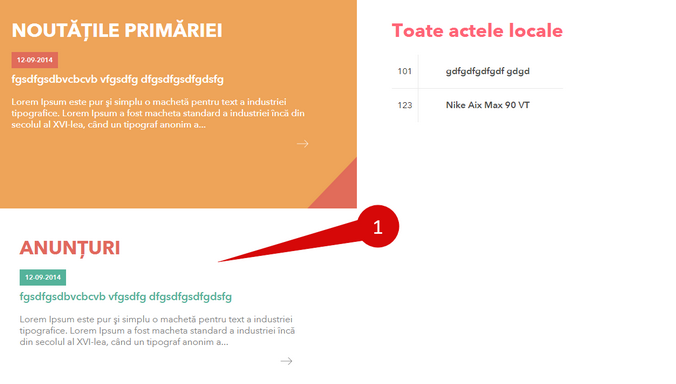 NOUTĂȚILE PRIMĂRIEI
12-09-2014
fgsdfgsdbvcbcvb vfgsdfg dfgsdfgsdfgdsfg
Lorem Ipsum este pur şi simplu o machetă pentru text a industriei
tipografice. Lorem Ipsum a fost macheta standard a industriei încă din
secolul al XVI-lea, când un tipograf anonim a...
Toate actele locale
101 gdfgdfgdfgdf gdgd
123 Nike Aix Max 90 VT
1
ANUNȚURI
12-09-2014
fgsdfgsdbvcbcvb vfgsdfg dfgsdfgsdfgdsfg
Lorem Ipsum este pur şi simplu o machetă pentru text a industriei
tipografice. Lorem Ipsum a fost macheta standard a industriei încă
din secolul al XVI-lea, când un tipograf anonim a...